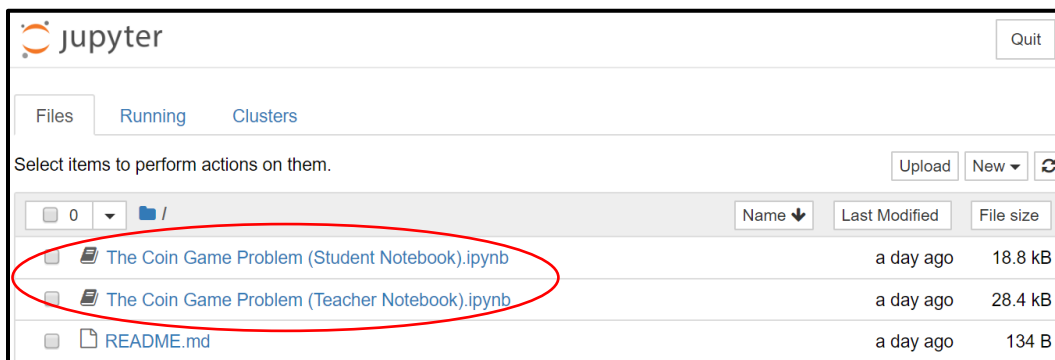 jupyter Quit
Files Running Clusters
Select items to perform actions on them. Upload New
0 / Name Last Modified File size
The Coin Game Problem (Student Notebook).ipynb a day ago 18.8 kB
The Coin Game Problem (Teacher Notebook).ipynb a day ago 28.4 kB
README.md a day ago 134 B